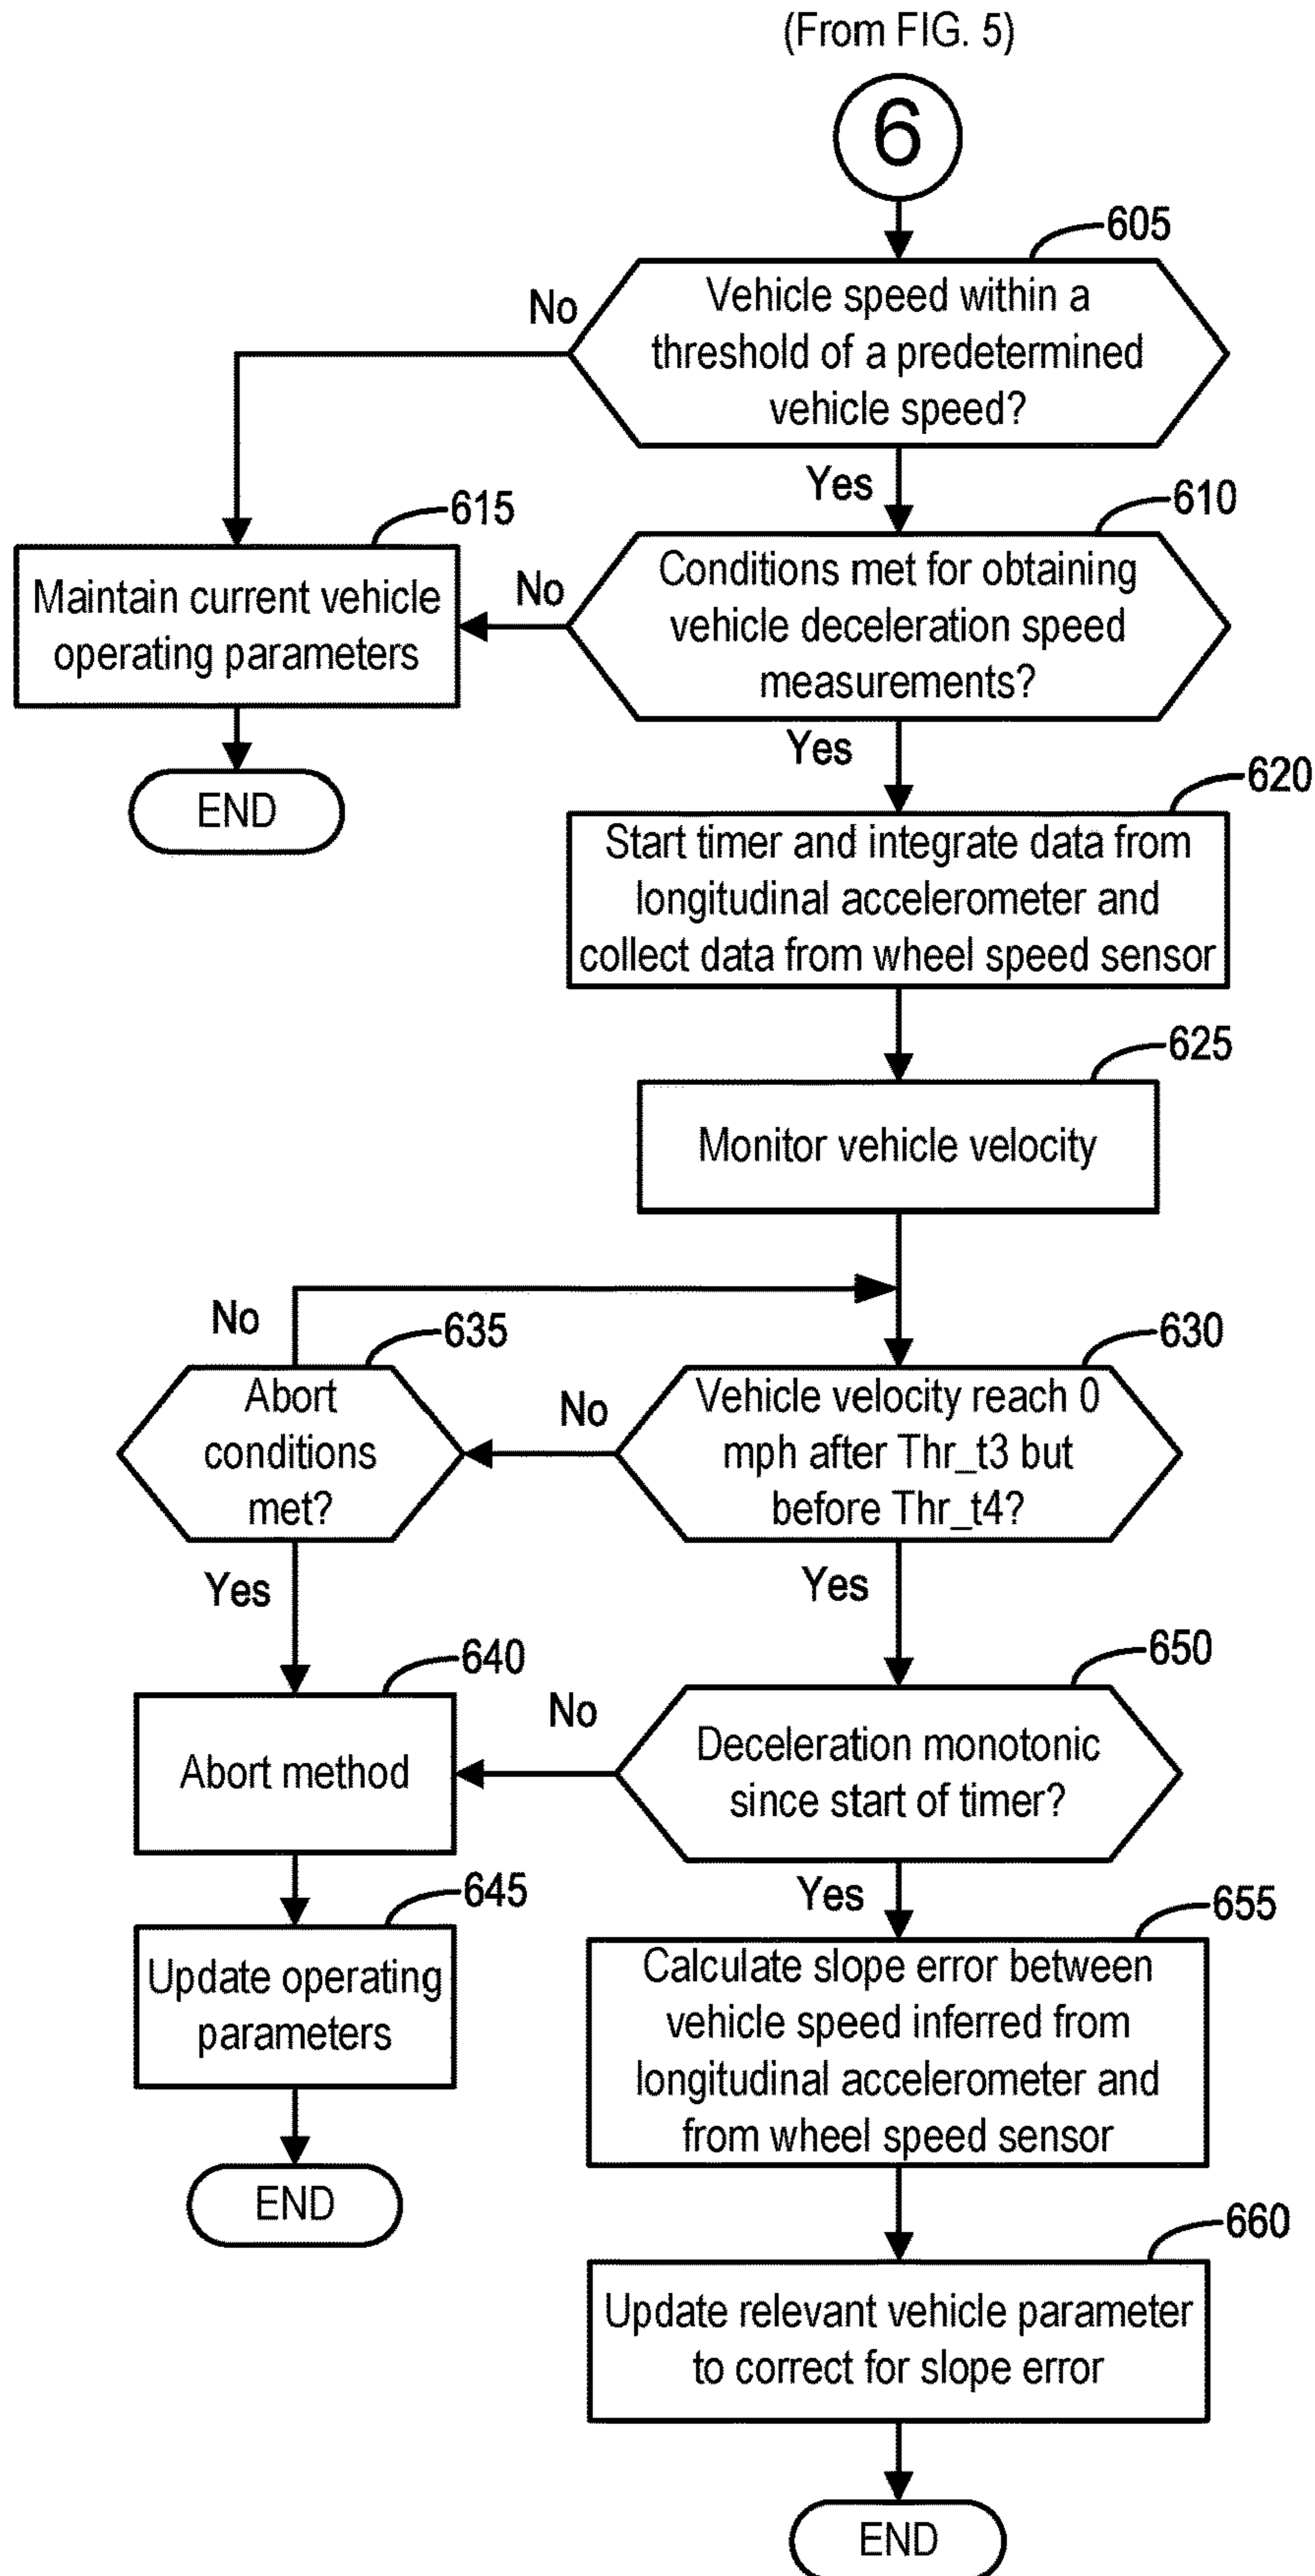 (From FIG. 5)
6
605
Vehicle speed within a
threshold of a predetermined
vehicle speed?
No
Yes
610
Conditions met for obtaining
vehicle deceleration speed
measurements?
No
615
Maintain current vehicle
operating parameters
END
Yes
620
Start timer and integrate data from
longitudinal accelerometer and
collect data from wheel speed sensor
625
Monitor vehicle velocity
630
Vehicle velocity reach 0
mph after Thr_t3 but
before Thr_t4?
No
635
Abort
conditions
met?
No
Yes
Yes
640
Abort method
650
Deceleration monotonic
since start of timer?
No
645
Update operating
parameters
END
Yes
655
Calculate slope error between
vehicle speed inferred from
longitudinal accelerometer and
from wheel speed sensor
660
Update relevant vehicle parameter
to correct for slope error
END